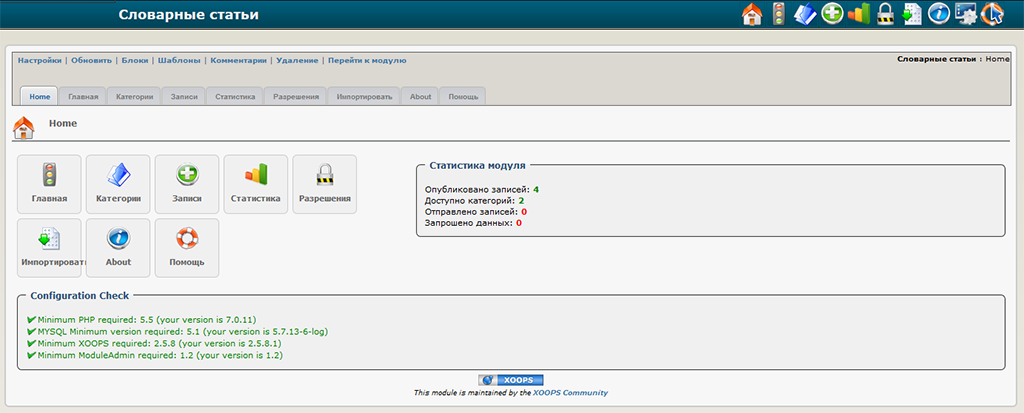 Словарные статьи
Настройки | Обновить | Блоки | Шаблоны | Комментарии | Удаление | Перейти к модулю
Словарные статьи : Home
Home Главная Категории Записи Статистика Разрешения Импортировать About Помощь
Home
Главная Категории Записи Статистика Разрешения
Импортироват About Помощь
Статистика модуля
Опубликовано записей: 4
Доступно категорий: 2
Отправлено записей: 0
Запрошено данных: 0
Configuration Check
Minimum PHP required: 5.5 (your version is 7.0.11)
MYSQL Minimum version required: 5.1 (your version is 5.7.13-6-log)
Minimum XOOPS required: 2.5.8 (your version is 2.5.8.1)
Minimum ModuleAdmin required: 1.2 (your version is 1.2)
XOOPS
This module is maintained by the XOOPS Community